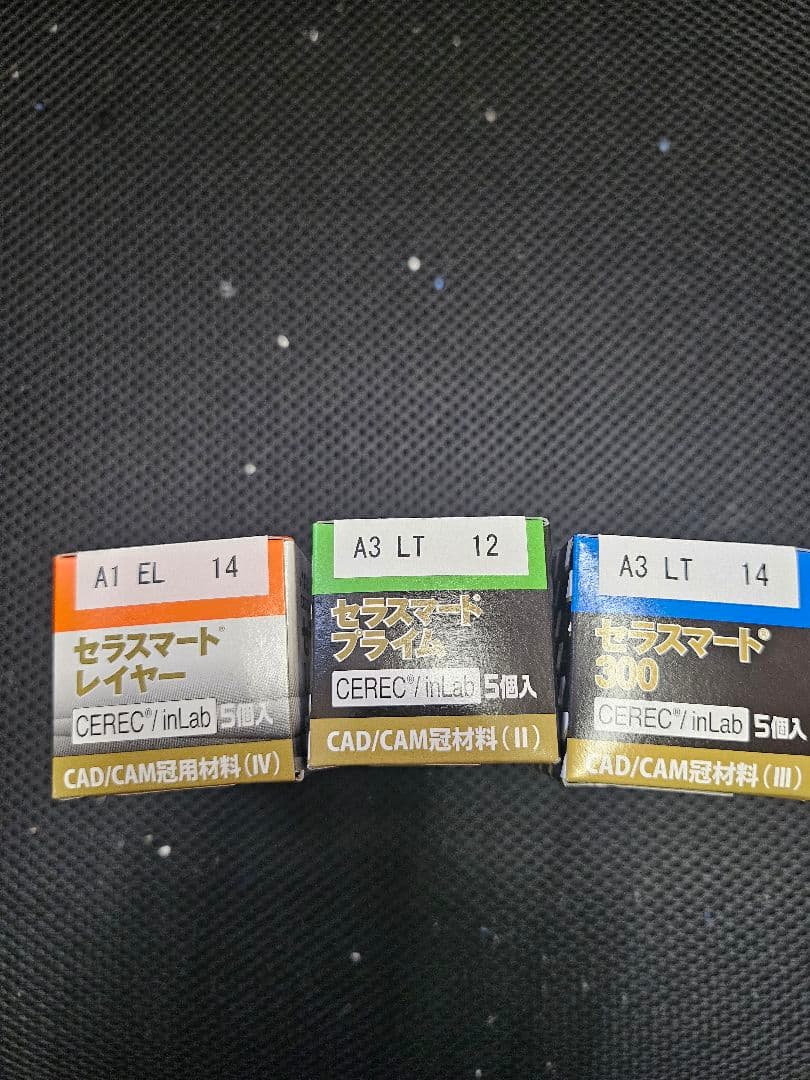 A1 EL 14
セラスマート®
レイヤー
CEREC®/inLab 5個入
CAD/CAM冠用材料(IV)
A3 LT 12
セラスマート®
プライム
CEREC®/inLab 5個入
CAD/CAM冠材料(II)
A3 LT 14
セラスマート®
300
CEREC®/inLab 5個入
CAD/CAM冠材料(III)